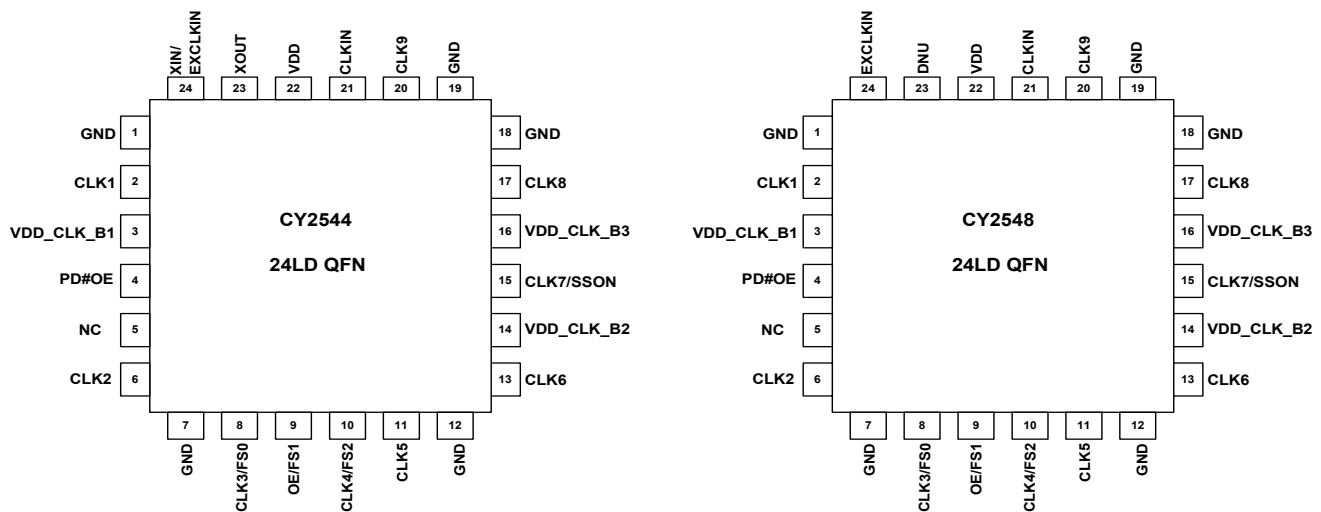 XIN/
EXCLKIN
XOUT
VDD
CLKIN
CLK9
GND
24
23
22
21
20
19
GND 1
CLK1 2
VDD_CLK_B1 3
PD#OE 4
NC 5
CLK2 6
CY2544
24LD QFN
18 GND
17 CLK8
16 VDD_CLK_B3
15 CLK7/SSON
14 VDD_CLK_B2
13 CLK6
7
8
9
10
11
12
GND
CLK3/FS0
OE/FS1
CLK4/FS2
CLK5
GND
EXCLKIN
DNU
VDD
CLKIN
CLK9
GND
24
23
22
21
20
19
GND 1
CLK1 2
VDD_CLK_B1 3
PD#OE 4
NC 5
CLK2 6
CY2548
24LD QFN
18 GND
17 CLK8
16 VDD_CLK_B3
15 CLK7/SSON
14 VDD_CLK_B2
13 CLK6
7
8
9
10
11
12
GND
CLK3/FS0
OE/FS1
CLK4/FS2
CLK5
GND